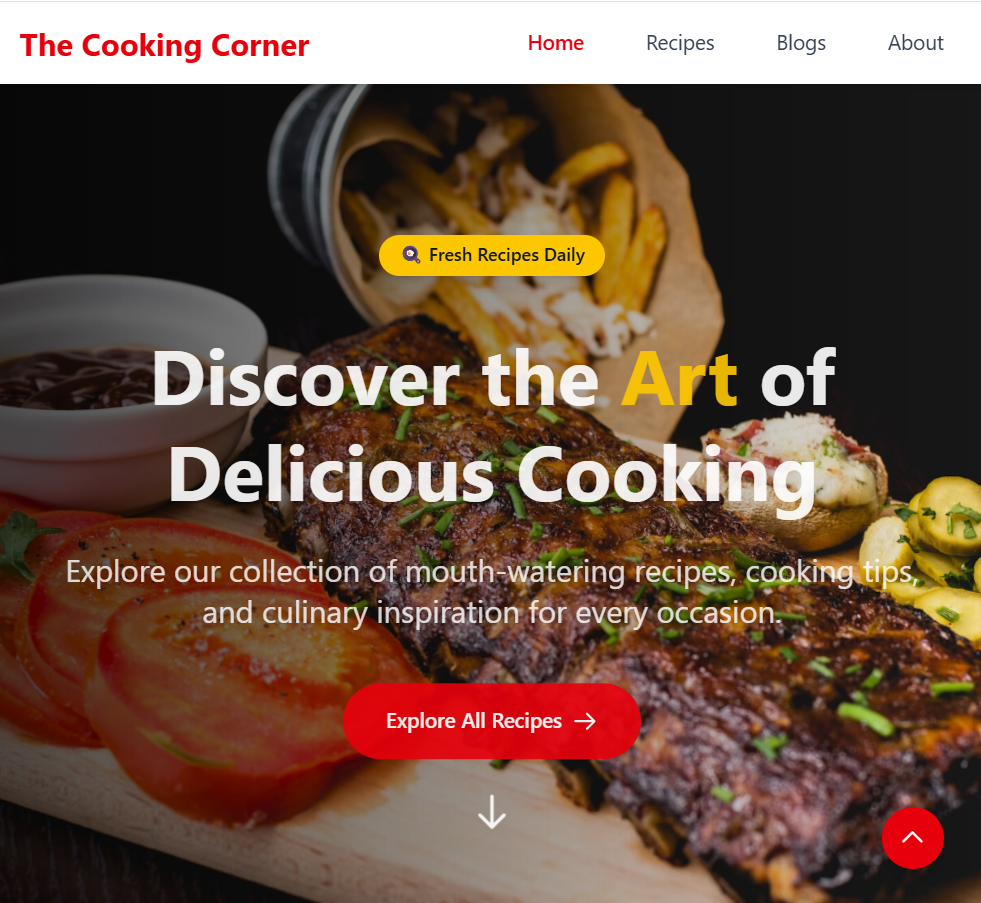 The Cooking Corner
Home
Recipes
Blogs
About
Fresh Recipes Daily
Discover the Art of
Delicious Cooking
Explore our collection of mouth-watering recipes, cooking tips,
and culinary inspiration for every occasion.
Explore All Recipes →